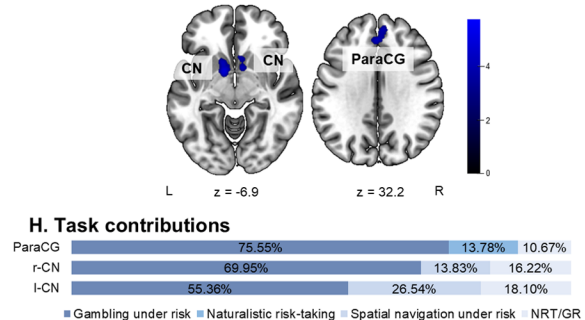 CN CN ParaCG
4
2
0
L z = -6.9 z = 32.2 R
H. Task contributions
ParaCG 75.55% 13.78% 10.67%
r-CN 69.95% 13.83% 16.22%
l-CN 55.36% 26.54% 18.10%
Gambling under risk Naturalistic risk-taking Spatial navigation under risk NRT/GR